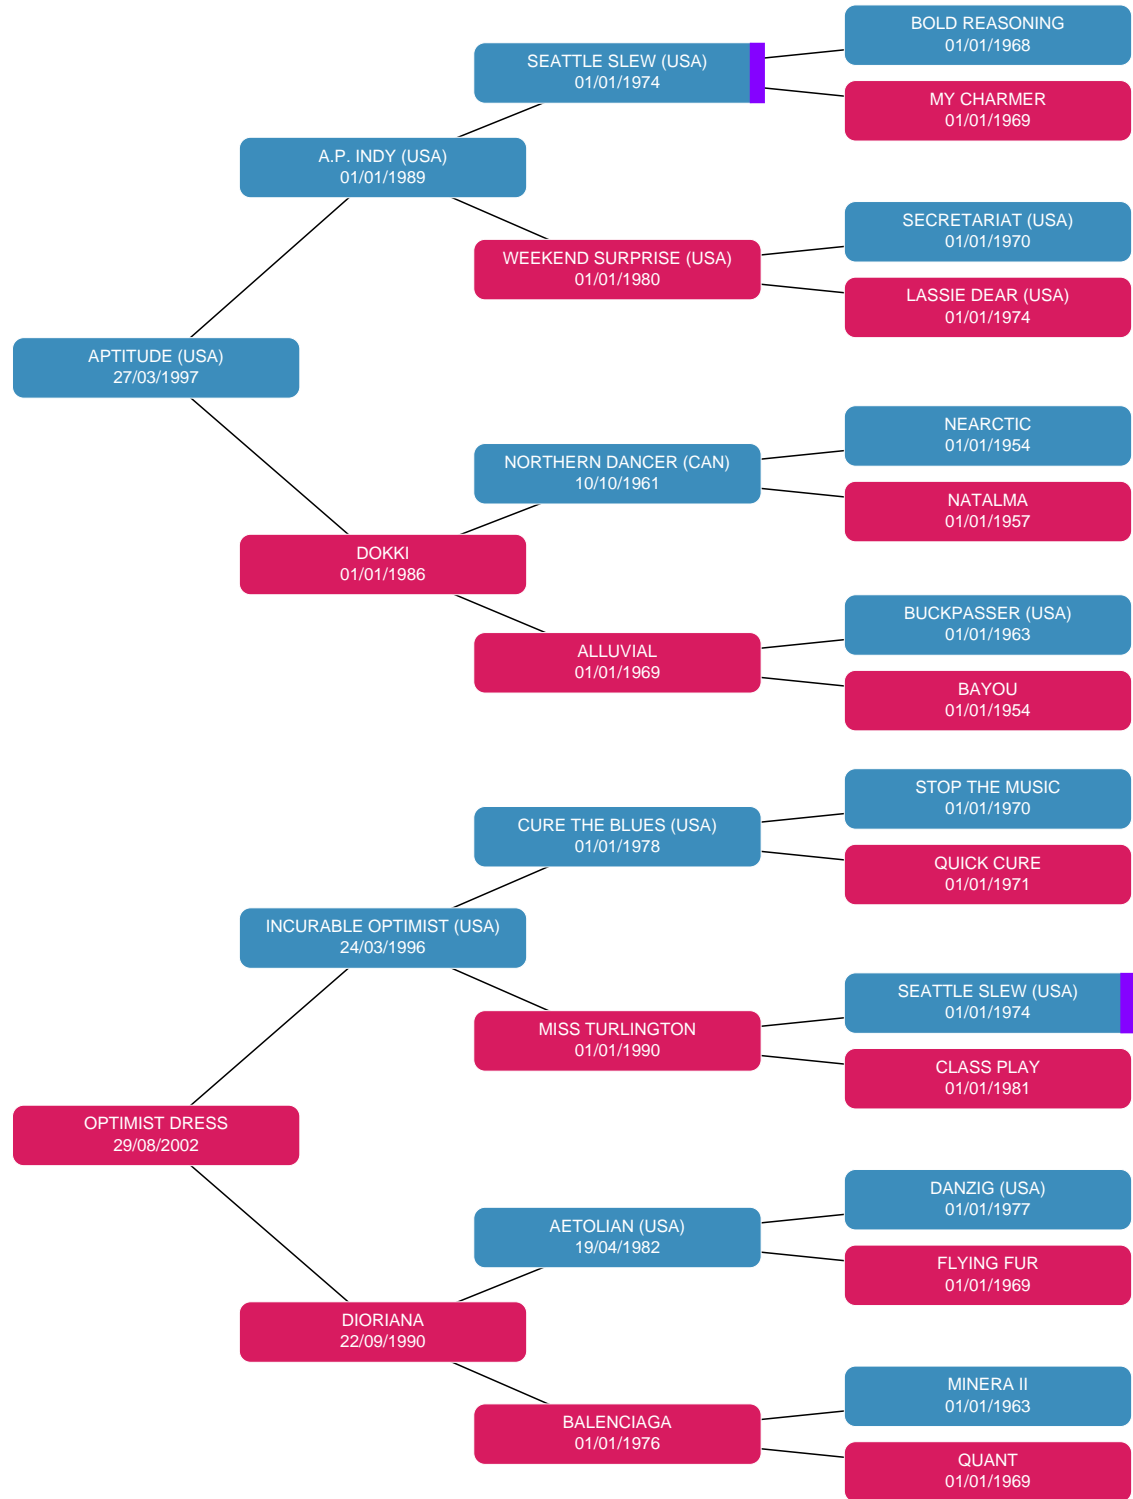 BOLD REASONING
01/01/1968
SEATTLE SLEW (USA)
01/01/1974
MY CHARMER
01/01/1969
A.P. INDY (USA)
01/01/1989
SECRETARIAT (USA)
01/01/1970
WEEKEND SURPRISE (USA)
01/01/1980
LASSIE DEAR (USA)
01/01/1974
APTITUDE (USA)
27/03/1997
NEARCTIC
01/01/1954
NORTHERN DANCER (CAN)
10/10/1961
NATALMA
01/01/1957
DOKKI
01/01/1986
BUCKPASSER (USA)
01/01/1963
ALLUVIAL
01/01/1969
BAYOU
01/01/1954
STOP THE MUSIC
01/01/1970
CURE THE BLUES (USA)
01/01/1978
QUICK CURE
01/01/1971
INCURABLE OPTIMIST (USA)
24/03/1996
SEATTLE SLEW (USA)
01/01/1974
MISS TURLINGTON
01/01/1990
CLASS PLAY
01/01/1981
OPTIMIST DRESS
29/08/2002
DANZIG (USA)
01/01/1977
AETOLIAN (USA)
19/04/1982
FLYING FUR
01/01/1969
DIORIANA
22/09/1990
MINERA II
01/01/1963
BALENCIAGA
01/01/1976
QUANT
01/01/1969